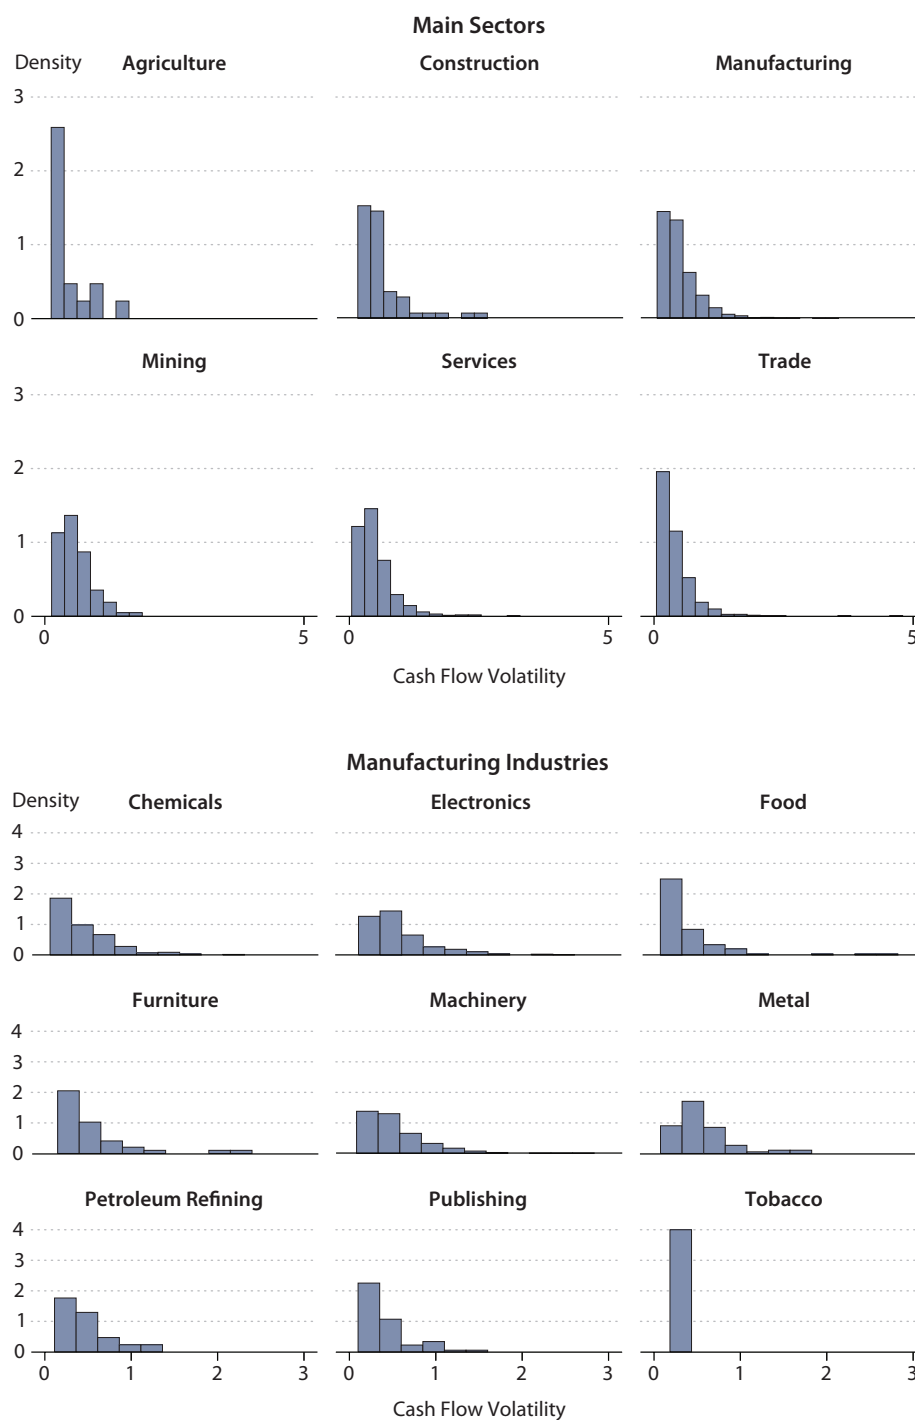 Main Sectors
Density Agriculture Construction Manufacturing
3
2
1
0
Mining Services Trade
3
2
1
0
0 5 0 5 0 5
Cash Flow Volatility
Manufacturing Industries
Density Chemicals Electronics Food
4
3
2
1
0
Furniture Machinery Metal
4
3
2
1
0
Petroleum Refining Publishing Tobacco
4
3
2
1
0
0 1 2 3 0 1 2 3 0 1 2 3
Cash Flow Volatility